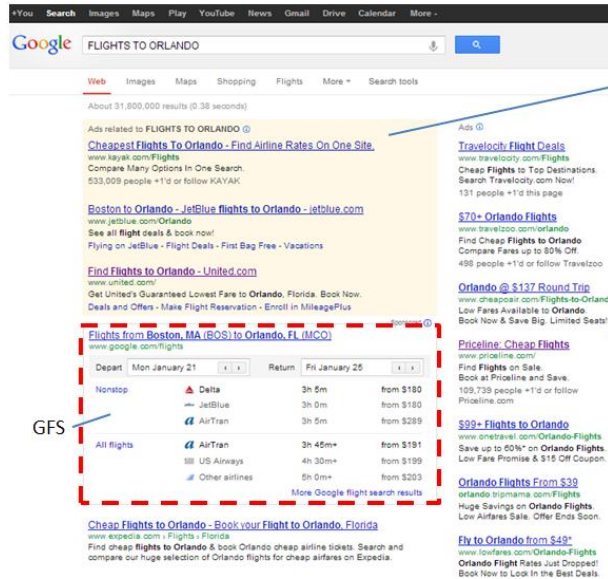 +You Search Images Maps Play YouTube News Gmail Drive Calendar More
Google FLIGHTS TO ORLANDO
Web Images Maps Shopping Flights More Search tools
About 31,800,000 results (0.38 seconds)
Ads related to FLIGHTS TO ORLANDO
Cheapest Flights To Orlando - Find Airline Rates On One Site.
www.kayak.com/Flights
Compare Many Options In One Search.
533,009 people +1'd or follow KAYAK
Boston to Orlando - JetBlue flights to Orlando - jetblue.com
www.jetblue.com/Orlando
See all flight deals & book now!
Flying on JetBlue - Flight Deals - First Bag Free - Vacations
Find Flights to Orlando - United.com
www.united.com/
Get United's Guaranteed Lowest Fare to Orlando, Florida. Book Now.
Deals and Offers - Make Flight Reservation - Enroll in MileagePlus
Sponsored
Flights from Boston, MA (BOS) to Orlando, FL (MCO)
www.google.com/flights
Depart Mon January 21 Return Fri January 25
Nonstop Delta 3h 5m from $180
JetBlue 3h 0m from $180
AirTran 3h 5m from $289
All flights AirTran 3h 45m+ from $191
US Airways 4h 30m+ from $199
Other airlines 5h 0m+ from $203
More Google flight search results
GFS
Cheap Flights to Orlando - Book your Flight to Orlando, Florida
www.expedia.com › Flights › Florida
Find cheap flights to Orlando & book Orlando cheap airline tickets. Search and
compare our huge selection of Orlando flights for cheap airfares on Expedia.
Ads
Travelocity Flight Deals
www.travelocity.com/Flights
Cheap Flights to Top Destinations.
Search Travelocity.com Now!
131 people +1'd this page
$70+ Orlando Flights
www.travelzoo.com/orlando
Find Cheap Flights to Orlando
Compare Fares up to 80% Off.
498 people +1'd or follow Travelzoo
Orlando @ $137 Round Trip
www.cheapoair.com/Flights-to-Orland
Low Fares Available to Orlando.
Book Now & Save Big. Limited Seats!
Priceline: Cheap Flights
www.priceline.com/
Find Flights on Sale.
Book at Priceline and Save.
109,739 people +1'd or follow
Priceline.com
$99+ Flights to Orlando
www.onetravel.com/Orlando-Flights
Save up to 60%* on Orlando Flights.
Low Fare Promise & $15 Off Coupon.
Orlando Flights From $39
orlando.tripmama.com/Flights
Huge Savings on Orlando Flights.
Low Airfares Sale. Offer Ends Soon.
Fly to Orlando from $49*
www.lowfares.com/Orlando-Flights
Orlando Flight Rates Just Dropped!
Book Now to Lock In the Best Deals.